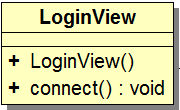 LoginView
+ LoginView()
+ connect() : void